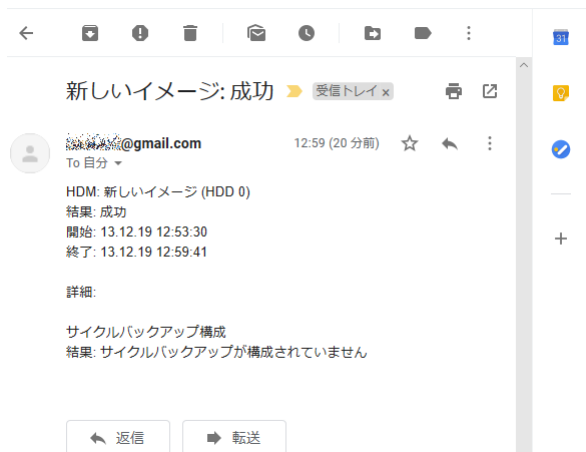 31
新しいイメージ: 成功 受信トレイ x
@gmail.com 12:59 (20 分前)
To 自分
HDM: 新しいイメージ (HDD 0)
結果: 成功
開始: 13.12.19 12:53:30
終了: 13.12.19 12:59:41
詳細:
サイクルバックアップ構成
結果: サイクルバックアップが構成されていません
返信 転送